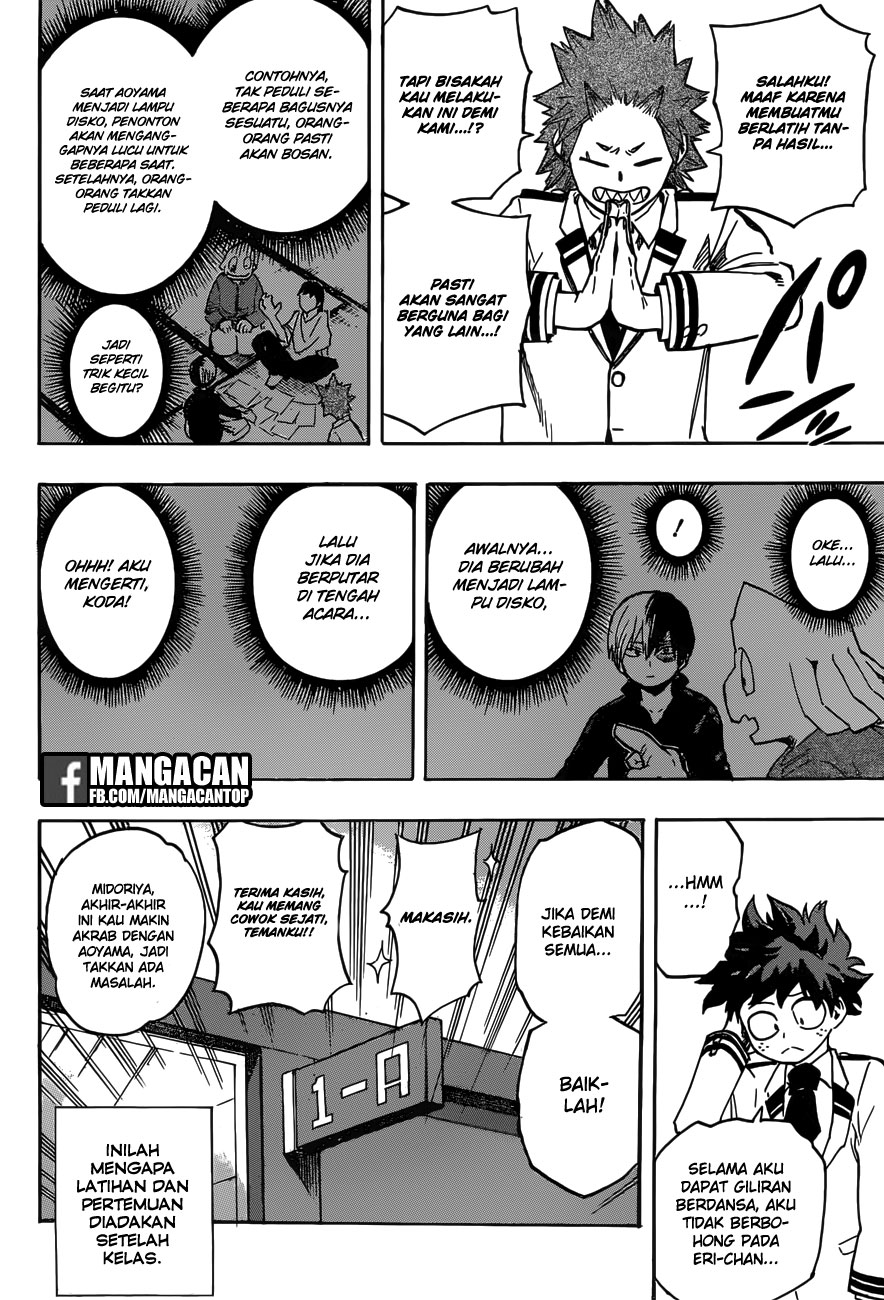 SALAHKU!
MAAF KARENA
MEMBUATMU
BERLATIH TAN-
PA HASIL...
TAPI BISAKAH
KAU MELAKU-
KAN INI DEMI
KAMI...!?
PASTI
AKAN SANGAT
BERGUNA BAGI
YANG LAIN...!
パン
CONTOHNYA,
TAK PEDULI SE-
BERAPA BAGUSNYA
SESUATU, ORANG-
ORANG PASTI
AKAN BOSAN.
SAAT AOYAMA
MENJADI LAMPU
DISKO, PENONTON
AKAN MENGANG-
GAPNYA LUCU UNTUK
BEBERAPA SAAT.
SETELAHNYA, ORANG-
ORANG TAKKAN
PEDULI LAGI.
JADI
SEPERTI
TRIK KECIL
BEGITU?
OKE...
LALU...
!
AWALNYA...
DIA BERUBAH
MENJADI LAM-
PU DISKO,
LALU
JIKA DIA
BERPUTAR
DI TENGAH
ACARA...
OHHH! AKU
MENGERTI,
KODA!
f MANGACAN
FB.COM/MANGACANTOP
...HMM
...!
SELAMA AKU
DAPAT GILIRAN
BERDANSA, AKU
TIDAK BERBO-
HONG PADA
ERI-CHAN...
JIKA DEMI
KEBAIKAN
SEMUA...
BAIK-
LAH!
MAKASIH.
TERIMA KASIH,
KAU MEMANG
COWOK SEJATI,
TEMANKU!!
MIDORIYA,
AKHIR-AKHIR
INI KAU MAKIN
AKRAB DENGAN
AOYAMA, JADI
TAKKAN ADA
MASALAH.
1-A
INILAH
MENGAPA
LATIHAN DAN
PERTEMUAN
DIADAKAN
SETELAH
KELAS.